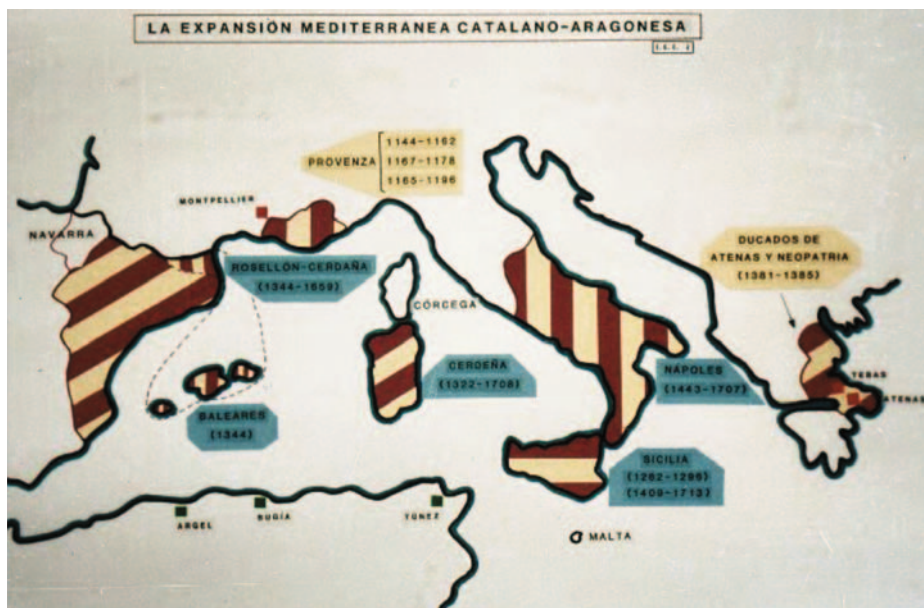 LA EXPANSIÓN MEDITERRANEA CATALANO-ARAGONESA
PROVENZA
1144-1162
1167-1178
1165-1196
MONTPELLIER
NAVARRA
ROSELLON-CERDAÑA
(1344-1659)
DUCADOS DE
ATENAS Y NEOPATRIA
(1381-1385)
CÓRCEGA
CERDEÑA
(1322-1708)
NÁPOLES
(1443-1707)
TEBAS
ATENAS
BALEARES
(1344)
SICILIA
(1282-1296)
(1409-1713)
ARGEL
BUGÍA
TÚNEZ
MALTA